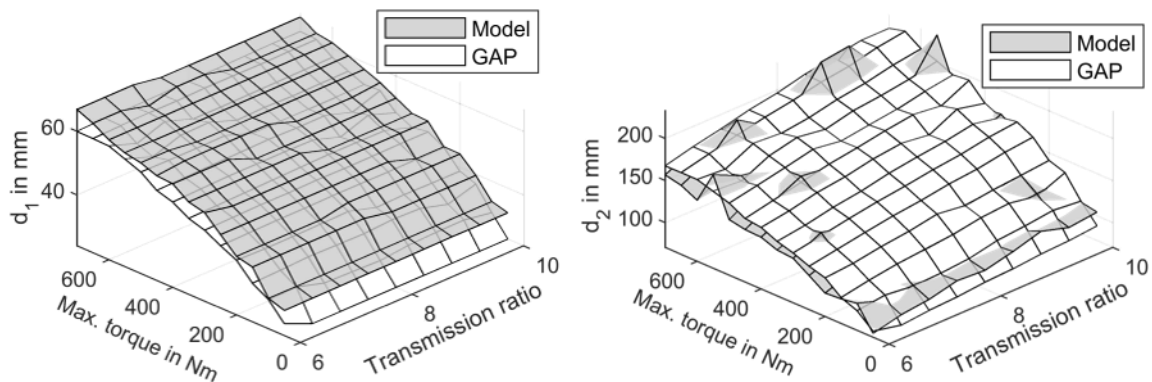 Model
GAP
60
40
d1 in mm
600
400
200
0
Max. torque in Nm
6
8
10
Transmission ratio
Model
GAP
200
150
100
d2 in mm
600
400
200
0
Max. torque in Nm
6
8
10
Transmission ratio